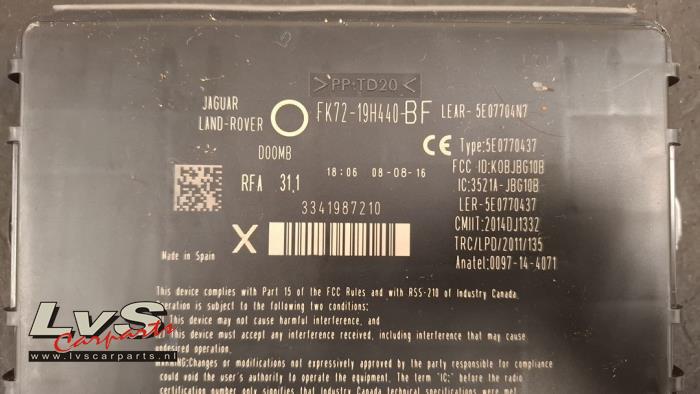 >PP-TD20<
JAGUAR
LAND-ROVER
FK72-19H440-BF LEAR- 5E07704N7
DOOMB
CE Type:5E0770437
FCC ID:KOBJBG10B
RFA 31,1
18:06 08-08-16
IC:3521A-JBG10B
LER-5E0770437
CMIIT:2014DJ1332
TRC/LPD/2011/135
Anatel:0097-14-4071
3341987210
X
Made in Spain
This device complies with Part 15 of the FCC Rules and with RSS-210 of Industry Canada.
Operation is subject to the following two conditions:
This device may not cause harmful interference, and
This device must accept any interference received, including interference that may cause
undesired operation.
WARNING:Changes or modifications not expressively approved by the party responsible for compliance
could void the user's authority to operate the equipment. The term "IC:" before the radio
certification number only signifies that Industry Canada technical specifications were met
LvS
Carparts
www.lvscarparts.nl